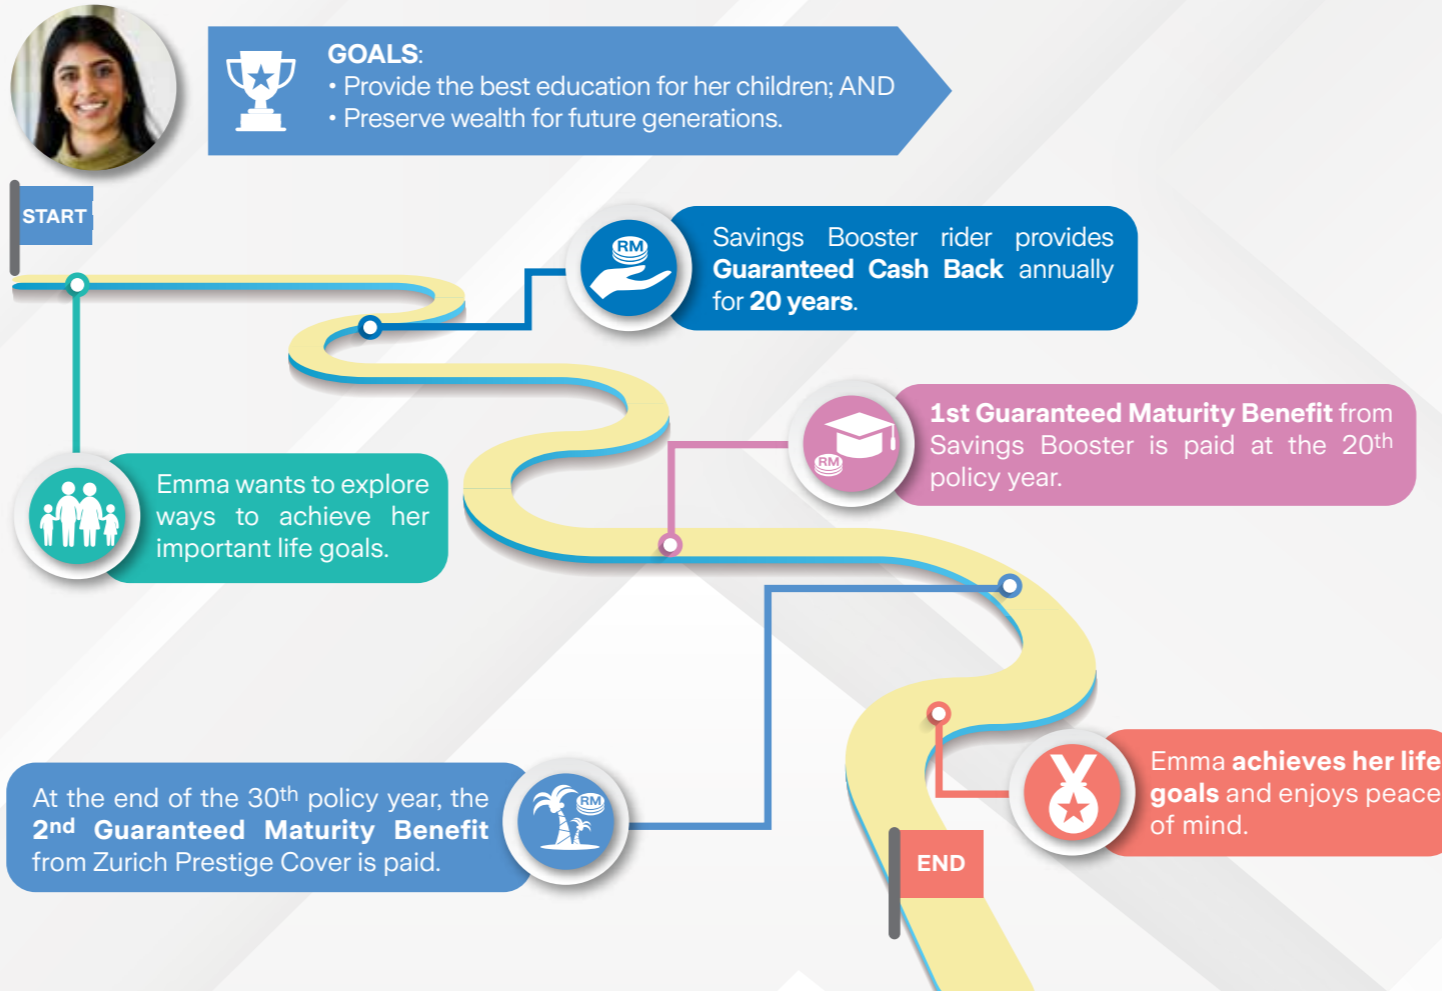 GOALS:
• Provide the best education for her children; AND
• Preserve wealth for future generations.
START
RM
Savings Booster rider provides
Guaranteed Cash Back annually
for 20 years.
RM
1st Guaranteed Maturity Benefit from
Savings Booster is paid at the 20th
policy year.
Emma wants to explore
ways to achieve her
important life goals.
At the end of the 30th policy year, the
2nd Guaranteed Maturity Benefit
from Zurich Prestige Cover is paid.
RM
Emma achieves her life
goals and enjoys peace
of mind.
END